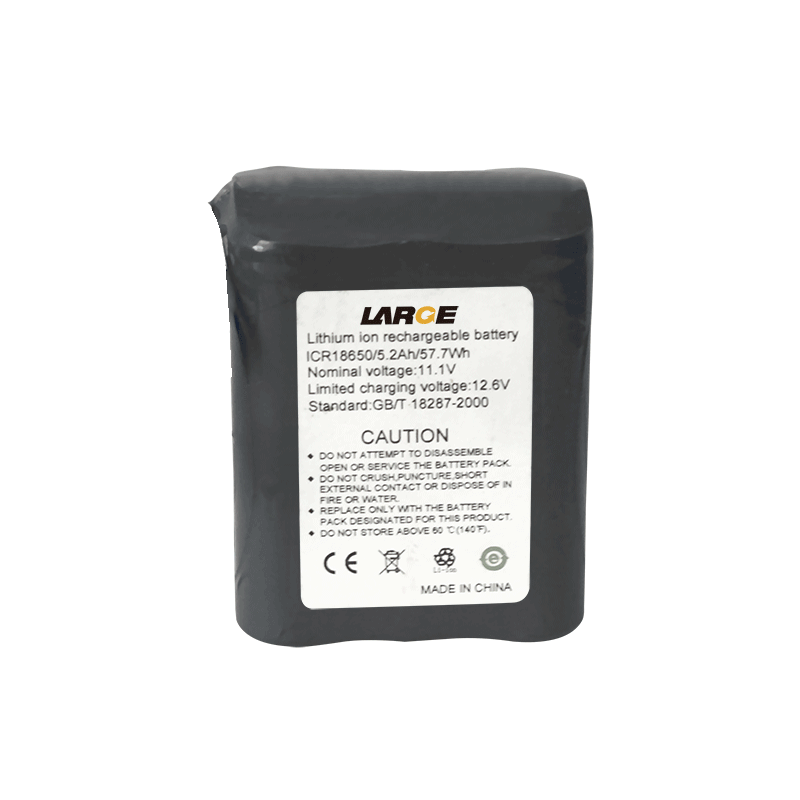 LARGE
Lithium ion rechargeable battery
ICR18650/5.2Ah/57.7Wh
Nominal voltage:11.1V
Limited charging voltage:12.6V
Standard:GB/T 18287-2000
CAUTION
◆ DO NOT ATTEMPT TO DISASSEMBLE
OPEN OR SERVICE THE BATTERY PACK.
◆ DO NOT CRUSH,PUNCTURE,SHORT
EXTERNAL CONTACT OR DISPOSE OF IN
FIRE OR WATER.
◆ REPLACE ONLY WITH THE BATTERY
PACK DESIGNATED FOR THIS PRODUCT.
◆ DO NOT STORE ABOVE 60 ℃(140℉).
CE
Li-ion
e
MADE IN CHINA